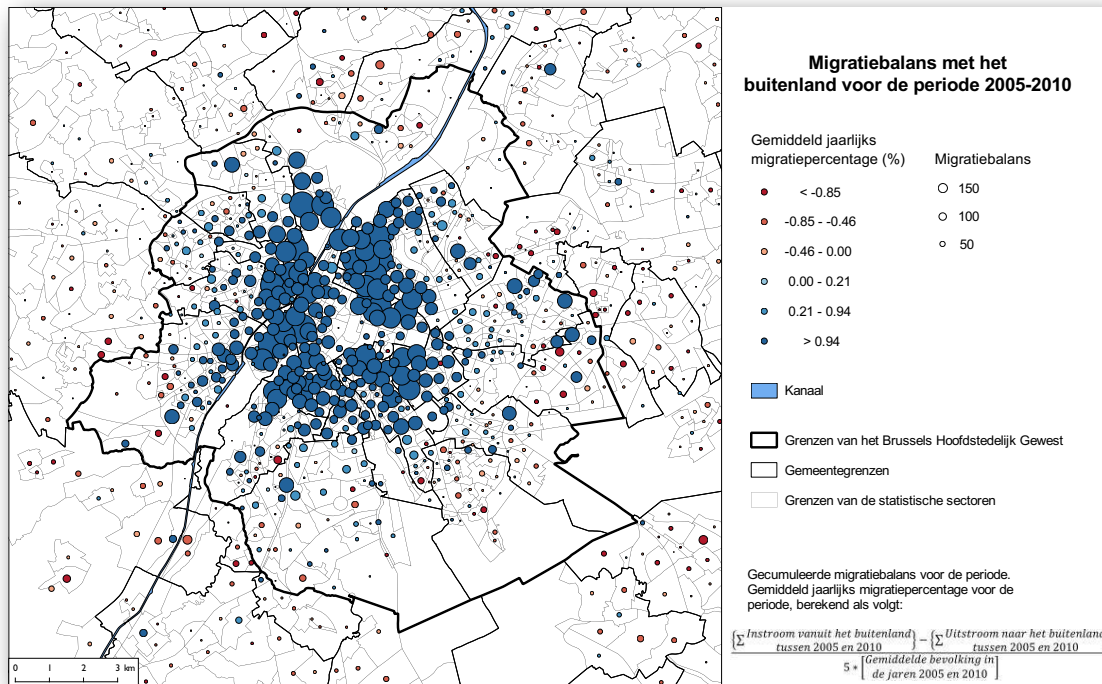 Migratiebalans met het
buitenland voor de periode 2005-2010
Gemiddeld jaarlijks
migratiepercentage (%)
< -0.85
-0.85 - -0.46
-0.46 - 0.00
0.00 - 0.21
0.21 - 0.94
> 0.94
Migratiebalans
150
100
50
Kanaal
Grenzen van het Brussels Hoofdstedelijk Gewest
Gemeentegrenzen
Grenzen van de statistische sectoren
Gecumuleerde migratiebalans voor de periode.
Gemiddeld jaarlijks migratiepercentage voor de
periode, berekend als volgt:
{∑ Instroom vanuit het buitenland tussen 2005 en 2010} − {∑ Uitstroom naar het buitenland tussen 2005 en 2010
5 * [Gemiddelde bevolking in de jaren 2005 en 2010]
0 1 2 3 km